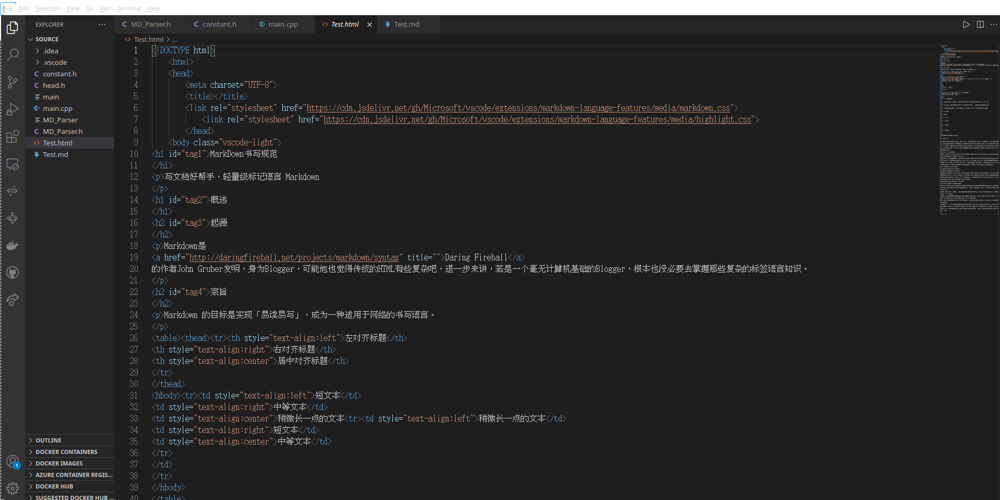 File Edit Selection View Go Run Terminal Help
EXPLORER
SOURCE
.idea
.vscode
constant.h
head.h
main
main.cpp
MD_Parser
MD_Parser.h
Test.html
Test.md
OUTLINE
DOCKER CONTAINERS
DOCKER IMAGES
AZURE CONTAINER REGIS...
DOCKER HUB
SUGGESTED DOCKER HUB ...
1
MD_Parser.h constant.h main.cpp Test.html Test.md
Test.html > ...
1 <!DOCTYPE html>
2 <html>
3 <head>
4 <meta charset="UTF-8">
5 <title></title>
6 <link rel="stylesheet" href="https://cdn.jsdelivr.net/gh/Microsoft/vscode/extensions/markdown-language-features/media/markdown.css">
7 <link rel="stylesheet" href="https://cdn.jsdelivr.net/gh/Microsoft/vscode/extensions/markdown-language-features/media/highlight.css">
8 </head>
9 <body class="vscode-light">
10 <h1 id="tag1">MarkDown书写规范
11 </h1>
12 <p>写文档好帮手，轻量级标记语言 Markdown
13 </p>
14 <h1 id="tag2">概述
15 </h1>
16 <h2 id="tag3">起源
17 </h2>
18 <p>Markdown是
19 <a href="http://daringfireball.net/projects/markdown/syntax" title="">Daring Fireball</a>
20 的作者John Gruber发明，身为Blogger，可能他也觉得传统的HTML有些复杂吧，退一步来讲，若是一个毫无计算机基础的Blogger，根本也没必要去掌握那些复杂的标签语言知识。
21 </p>
22 <h2 id="tag4">宗旨
23 </h2>
24 <p>Markdown 的目标是实现「易读易写」，成为一种适用于网络的书写语言。
25 </p>
26 <table><thead><tr><th style="text-align:left">左对齐标题</th>
27 <th style="text-align:right">右对齐标题</th>
28 <th style="text-align:center">居中对齐标题</th>
29 </tr>
30 </thead>
31 <hbody><tr><td style="text-align:left">短文本</td>
32 <td style="text-align:right">中等文本</td>
33 <td style="text-align:center">稍微长一点的文本<tr><td style="text-align:left">稍微长一点的文本</td>
34 <td style="text-align:right">短文本</td>
35 <td style="text-align:center">中等文本</td>
36 </tr>
37 </td>
38 </tr>
39 </hbody>
40 </table>